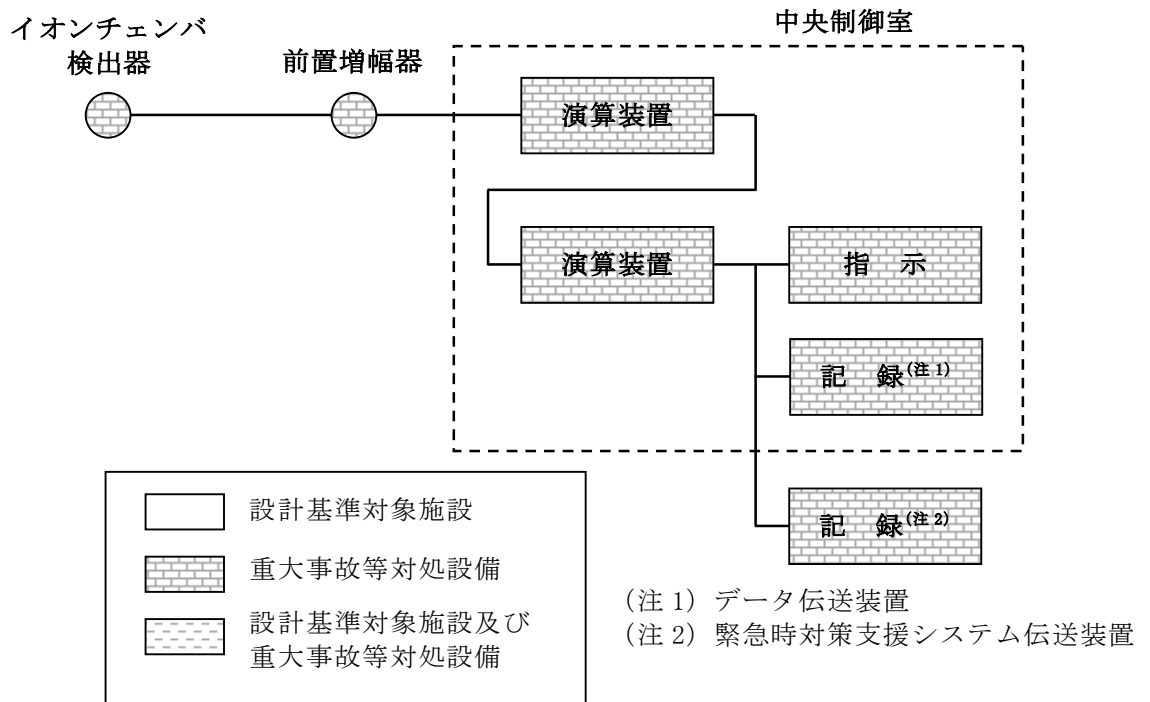 イオンチェンバ
検出器
前置増幅器
中央制御室
演算装置
演算装置
指　示
記　録(注1)
記　録(注2)
設計基準対象施設
重大事故等対処設備
設計基準対象施設及び
重大事故等対処設備
（注1）データ伝送装置
（注2）緊急時対策支援システム伝送装置